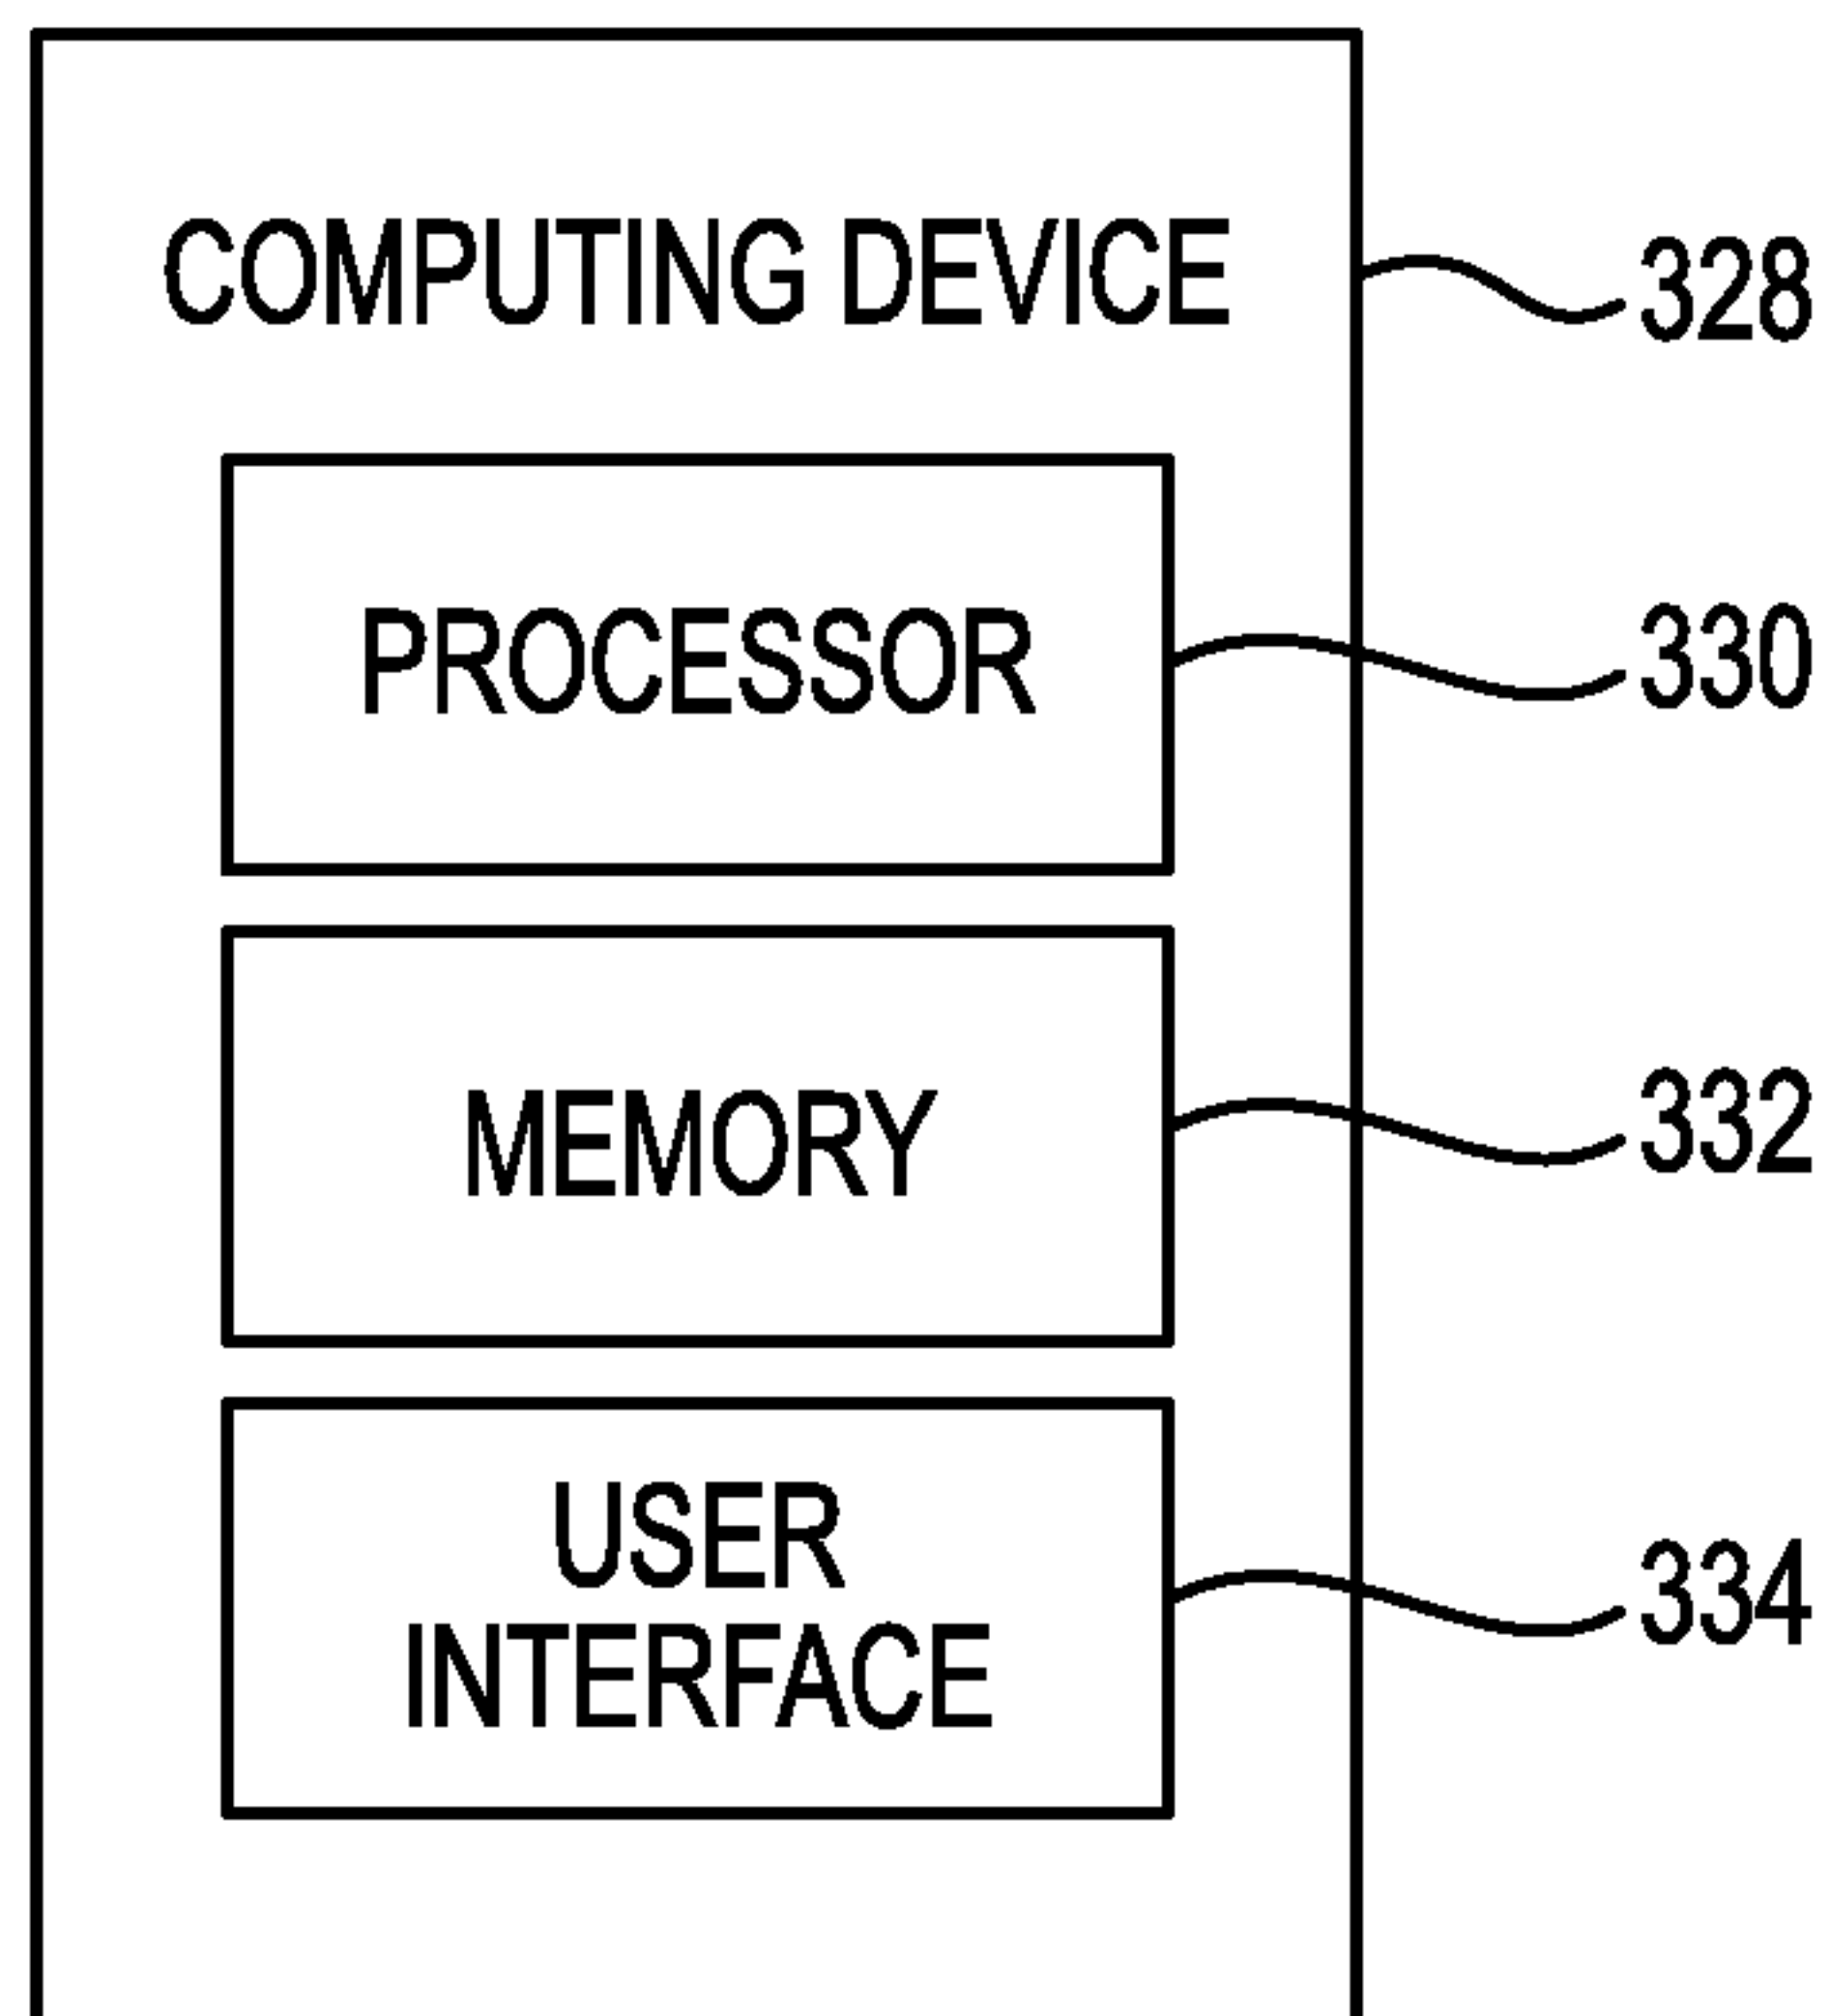 COMPUTING DEVICE
328
PROCESSOR
330
MEMORY
332
USER
INTERFACE
334